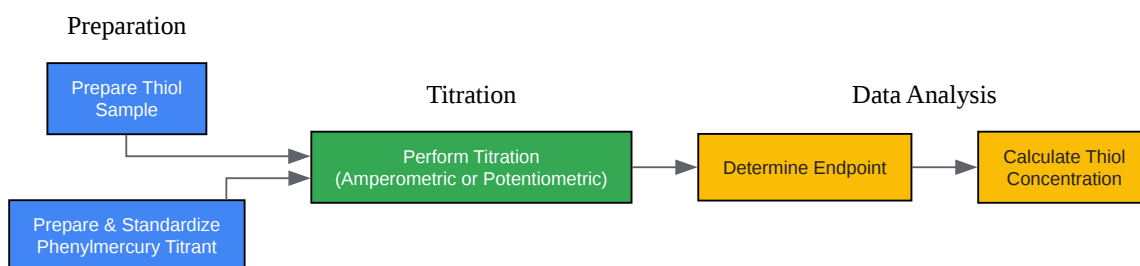 Preparation
Prepare Thiol
Sample
Prepare & Standardize
Phenylmercury Titrant
Titration
Perform Titration
(Amperometric or Potentiometric)
Data Analysis
Determine Endpoint
Calculate Thiol
Concentration